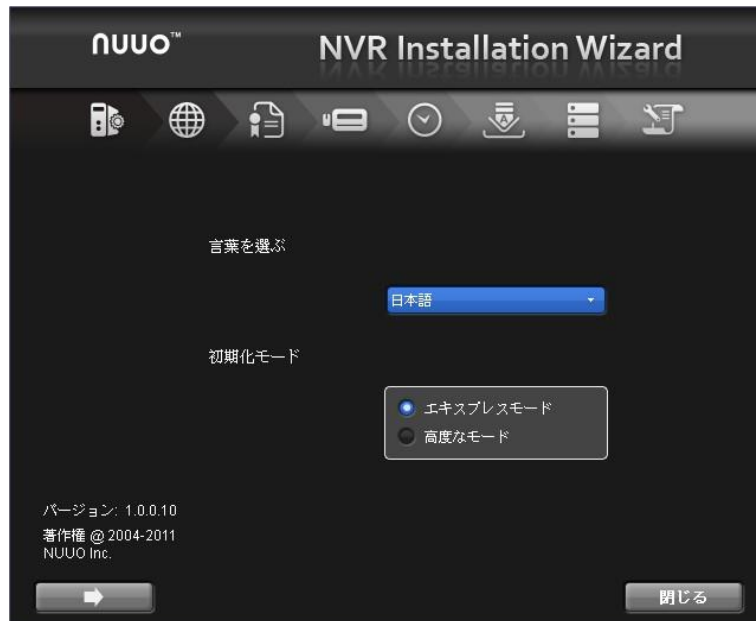 nuuo™
NVR Installation Wizard
言葉を選ぶ
日本語
初期化モード
エキスプレスモード
高度なモード
バージョン: 1.0.0.10
著作権 @ 2004-2011
NUUO Inc.
閉じる